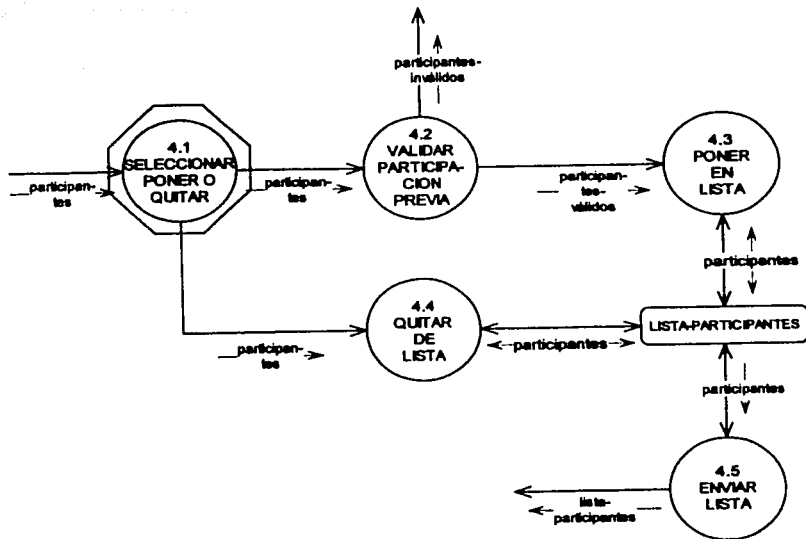 participantes-
inválidos
4.1
SELECCIONAR
PONER O
QUITAR
4.2
VALIDAR
PARTICIPA-
CION
PREVIA
4.3
PONER
EN
LISTA
participan-
tes
participan-
tes
participan-
tes-
válidos
participantes
4.4
QUITAR
DE
LISTA
LISTA-PARTICIPANTES
participan-
tes
participantes
participantes
4.5
ENVIAR
LISTA
lista-
participantes